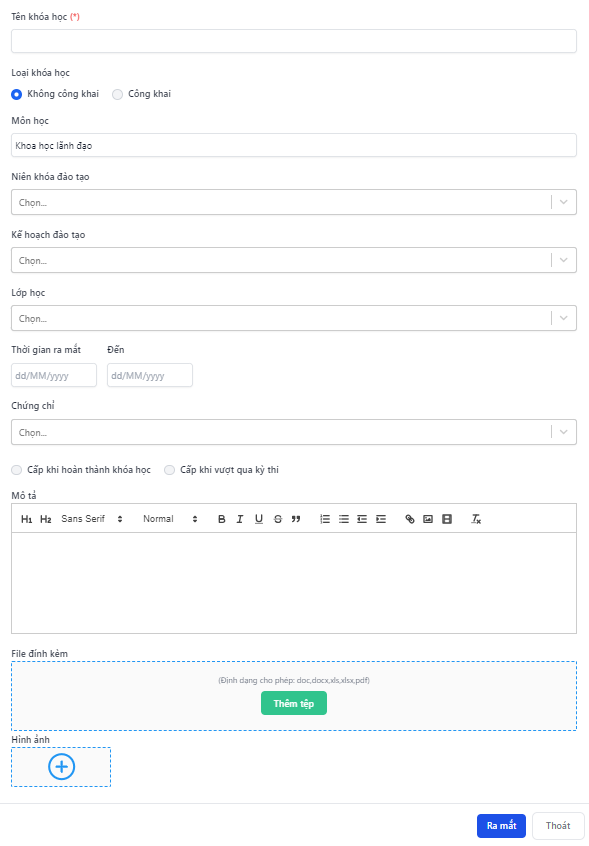 Tên khóa học (*)
Loại khóa học
Không công khai Công khai
Môn học
Khoa học lãnh đạo
Niên khóa đào tạo
Chọn...
Kế hoạch đào tạo
Chọn...
Lớp học
Chọn...
Thời gian ra mắt Đến
dd/MM/yyyy dd/MM/yyyy
Chứng chỉ
Chọn...
Cấp khi hoàn thành khóa học Cấp khi vượt qua kỳ thi
Mô tả
H1 H2 Sans Serif Normal B I U S
File đính kèm
(Định dạng cho phép: doc,docx,xls,xlsx,pdf)
Thêm tệp
Hình ảnh
Ra mắt Thoát